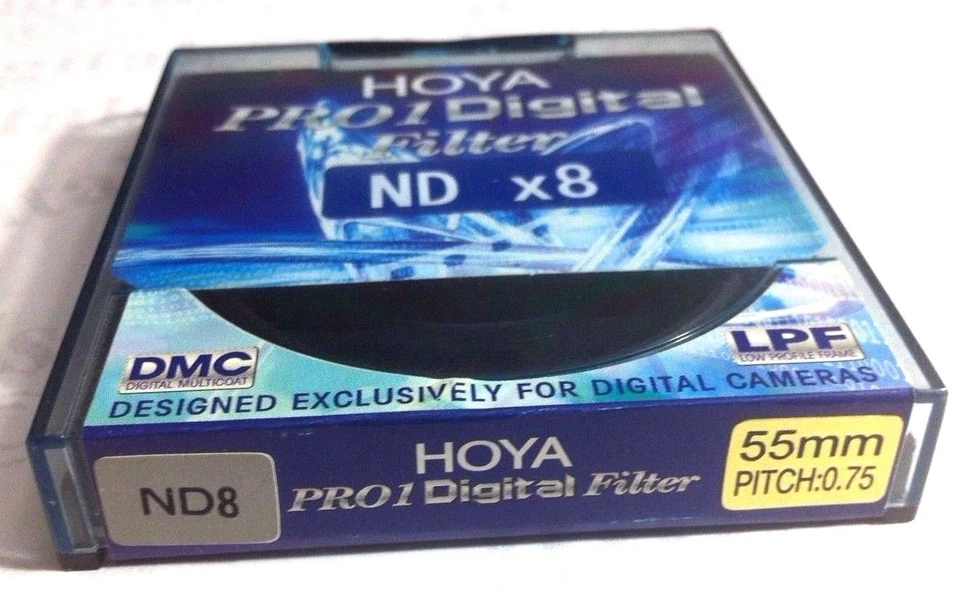 HOYA
PRO1 Digital
Filter
ND x8
DMC
DIGITAL MULTICOAT
LPF
LOW PROFILE FRAME
DESIGNED EXCLUSIVELY FOR DIGITAL CAMERAS
ND8
HOYA
PRO1 Digital Filter
55mm
PITCH:0.75